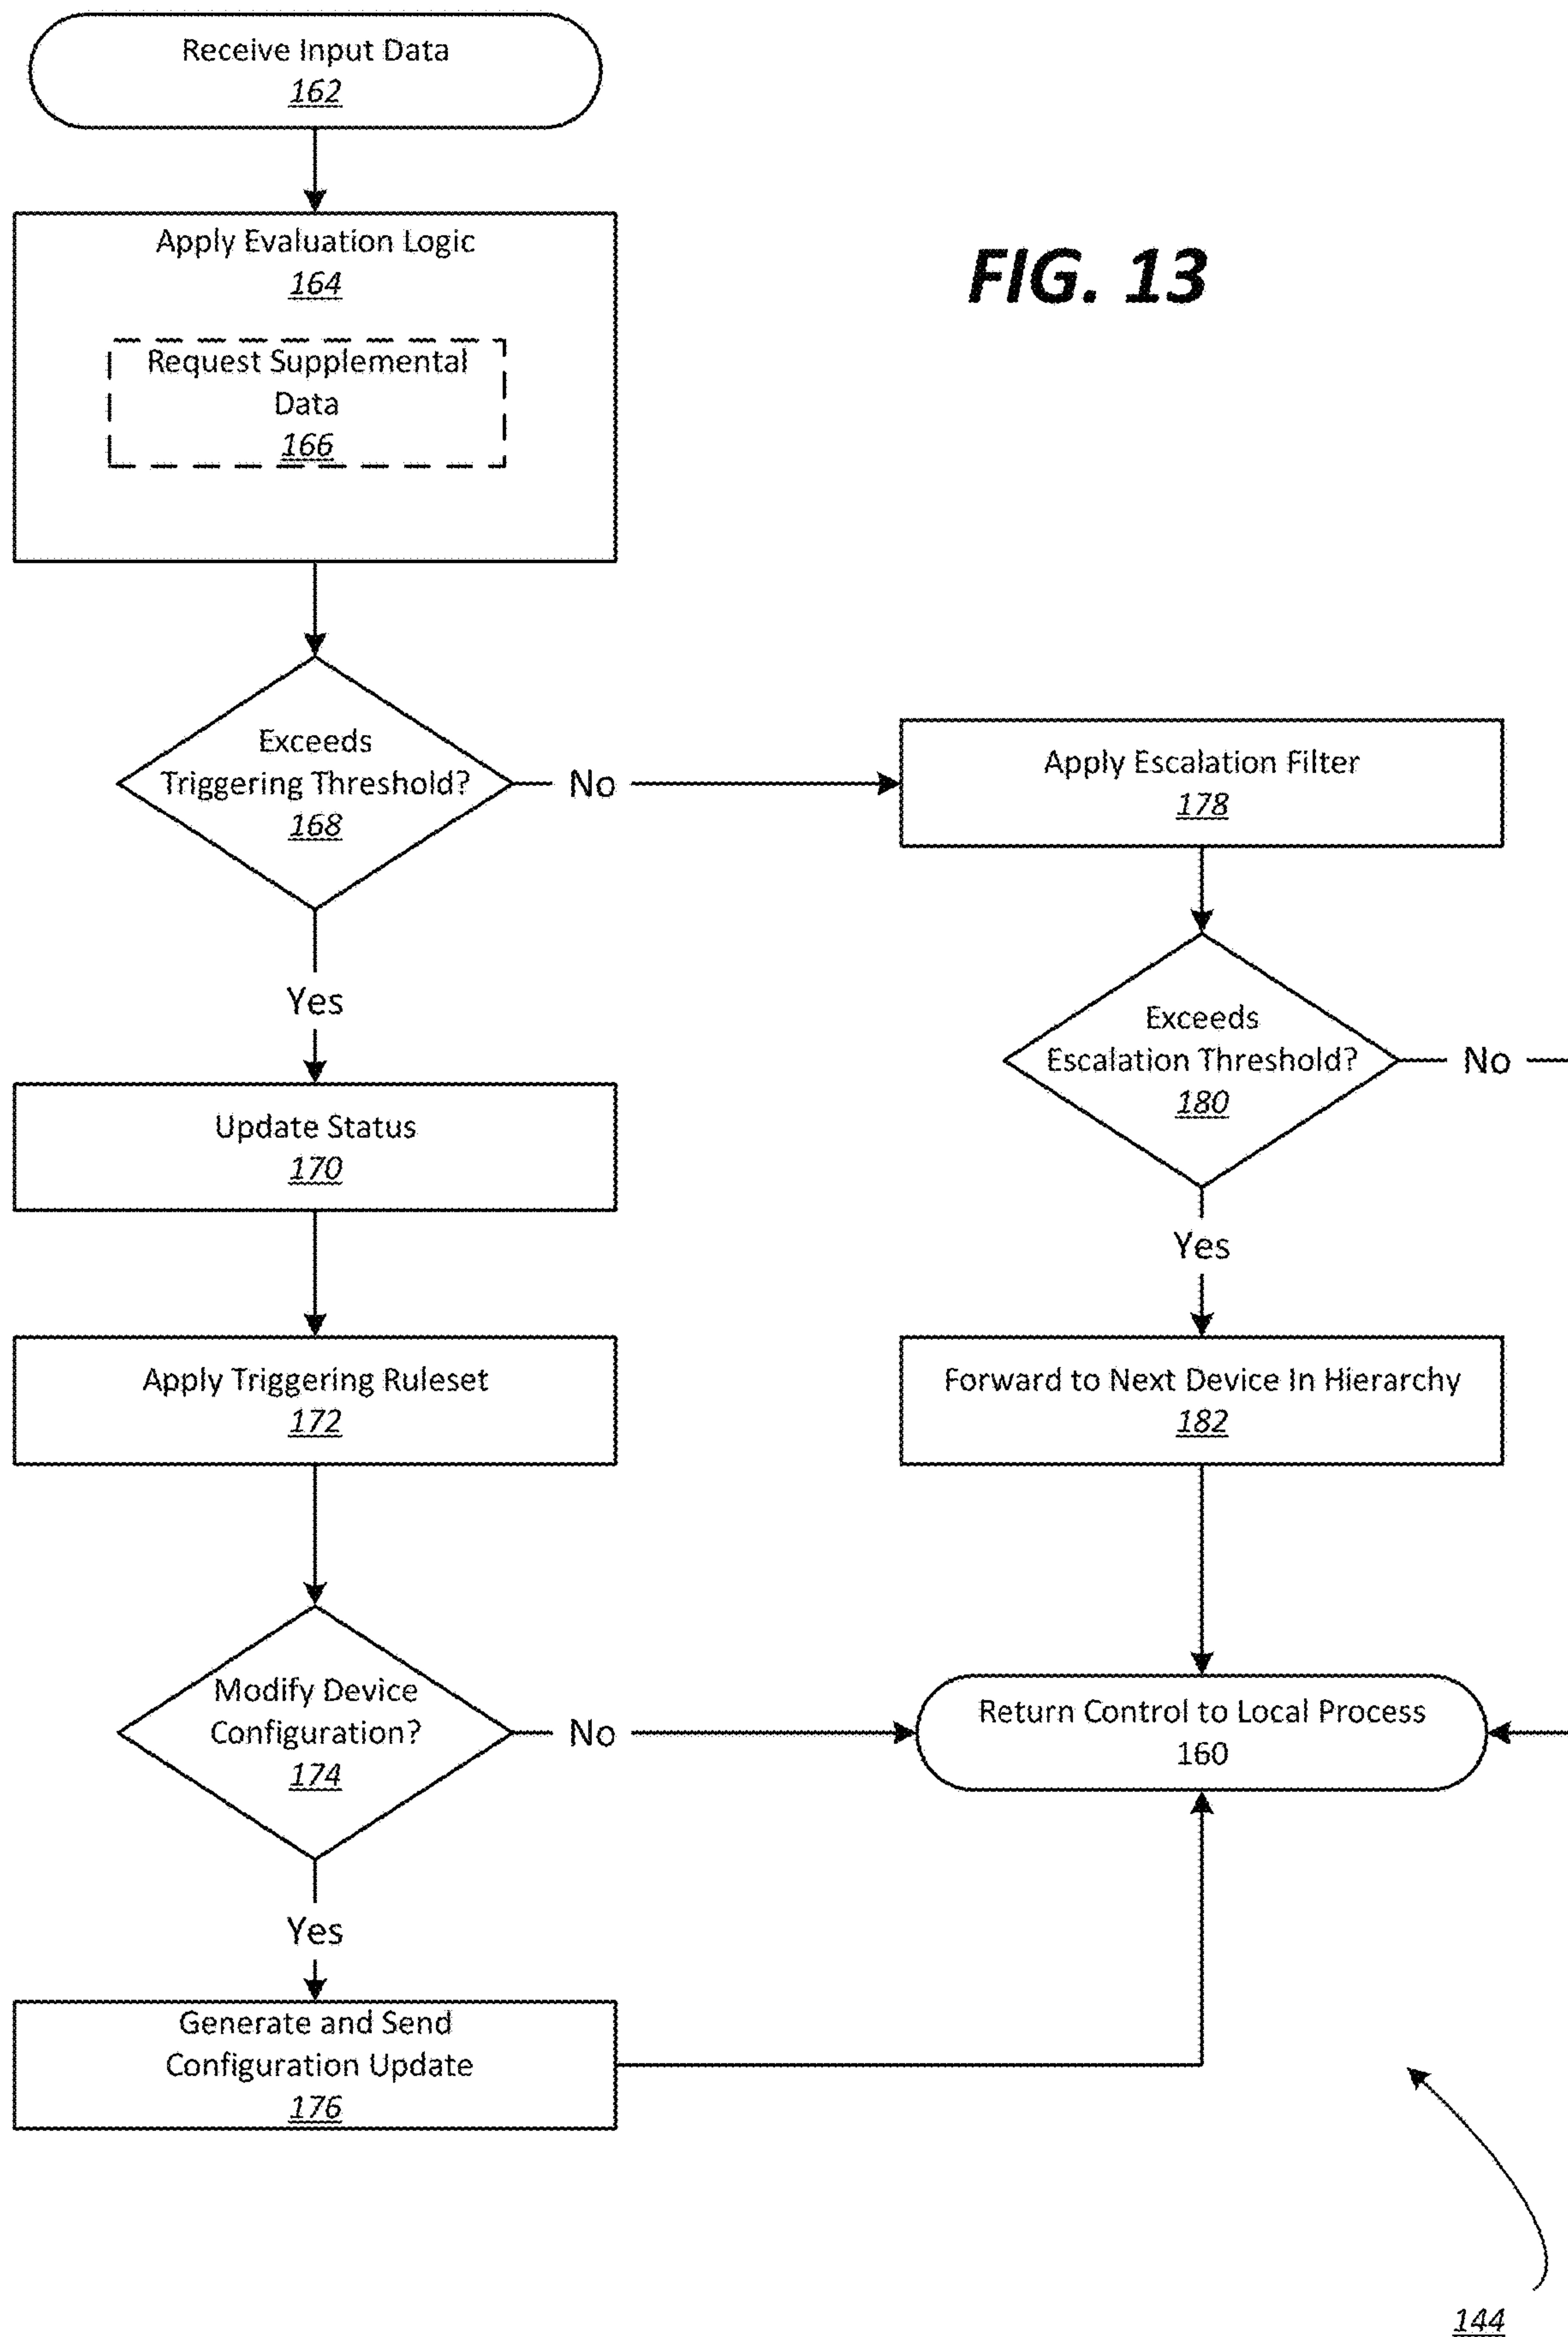 Receive Input Data
162
Apply Evaluation Logic
164
Request Supplemental
Data
166
FIG. 13
Exceeds
Triggering Threshold?
168
No
Yes
Apply Escalation Filter
178
Exceeds
Escalation Threshold?
180
No
Yes
Update Status
170
Apply Triggering Ruleset
172
Forward to Next Device In Hierarchy
182
Modify Device
Configuration?
174
No
Yes
Return Control to Local Process
160
Generate and Send
Configuration Update
176
144